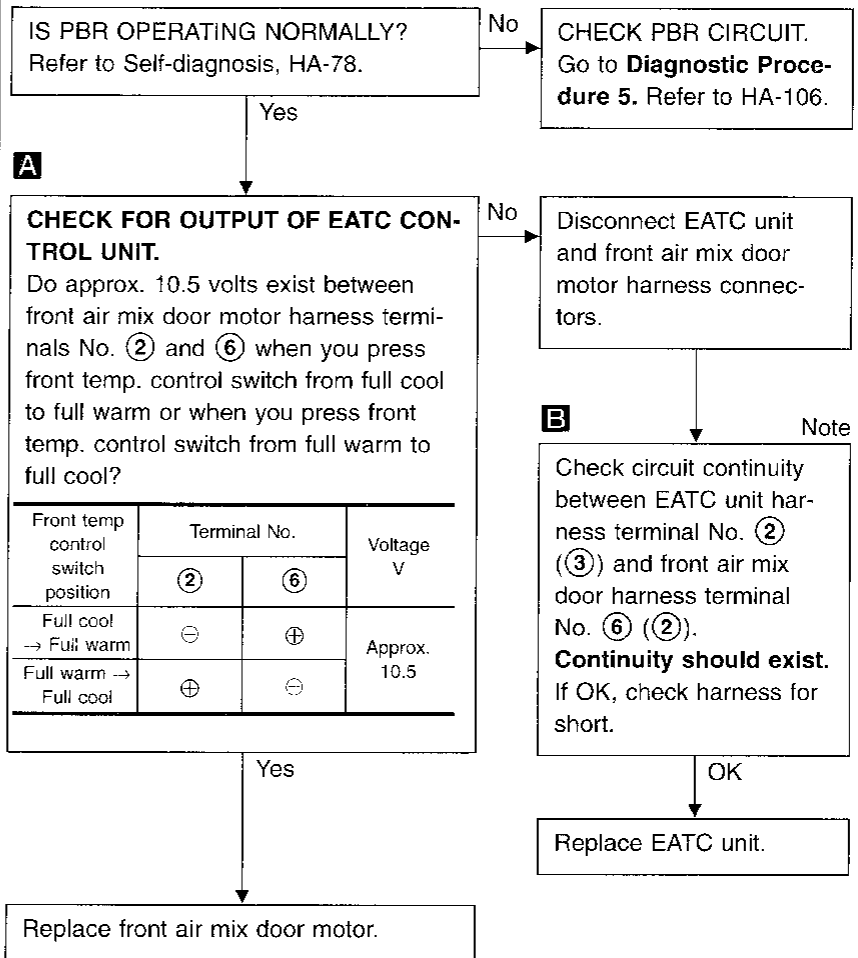 IS PBR OPERATING NORMALLY?
Refer to Self-diagnosis, HA-78.
No
CHECK PBR CIRCUIT.
Go to Diagnostic Proce-
dure 5. Refer to HA-106.
Yes
A
CHECK FOR OUTPUT OF EATC CON-
TROL UNIT.
Do approx. 10.5 volts exist between
front air mix door motor harness termi-
nals No. ② and ⑥ when you press
front temp. control switch from full cool
to full warm or when you press front
temp. control switch from full warm to
full cool?
Front temp
control
switch
position
Terminal No.
② ⑥
Voltage
V
Full cool
→ Full warm
⊖ ⊕
Full warm →
Full cool
⊕ ⊖
Approx.
10.5
No
Disconnect EATC unit
and front air mix door
motor harness connec-
tors.
B
Note
Check circuit continuity
between EATC unit har-
ness terminal No. ②
(③) and front air mix
door harness terminal
No. ⑥ (②).
Continuity should exist.
If OK, check harness for
short.
OK
Replace EATC unit.
Yes
Replace front air mix door motor.